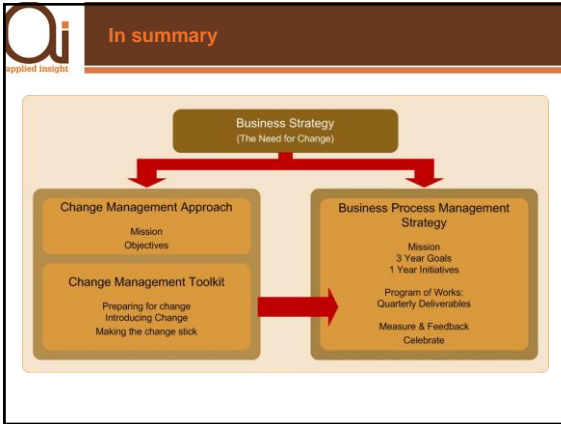 applied insight
In summary
Business Strategy
(The Need for Change)
Change Management Approach
Mission
Objectives
Change Management Toolkit
Preparing for change
Introducing Change
Making the change stick
Business Process Management
Strategy
Mission
3 Year Goals
1 Year Initiatives
Program of Works:
Quarterly Deliverables
Measure & Feedback
Celebrate